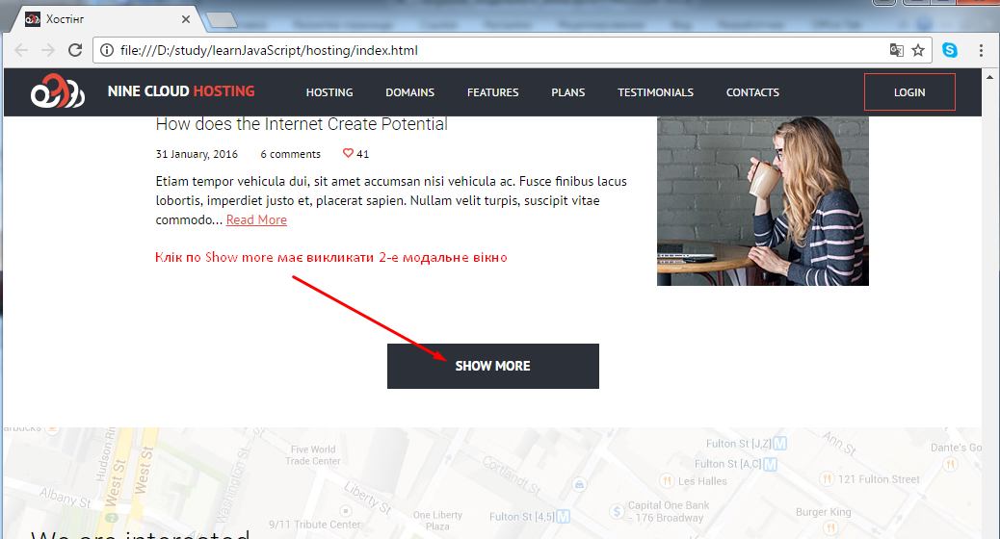 Хостінг
file:///D:/study/learnJavaScript/hosting/index.html
NINE CLOUD HOSTING HOSTING DOMAINS FEATURES PLANS TESTIMONIALS CONTACTS LOGIN
How does the Internet Create Potential
31 January, 2016 6 comments 41
Etiam tempor vehicula dui, sit amet accumsan nisi vehicula ac. Fusce finibus lacus
lobortis, imperdiet justo et, placerat sapien. Nullam velit turpis, suscipit vitae
commodo... Read More
Клік по Show more має викликати 2-е модальне вікно
SHOW MORE
Hudson Riv
West St
West St
Washington St
Albany St
Five World
Trade Center
Liberty St
9/11 Tribute Center
One Liberty
Plaza
Cortlandt St
Fulton St [4,5] M
Fulton St [J,Z] M
Fulton St [A,C] M
Les Halles
Capital One Bank
- 176 Broadway
Ann St
Dante's Go
121 Fulton Street
Burger King
We are interested